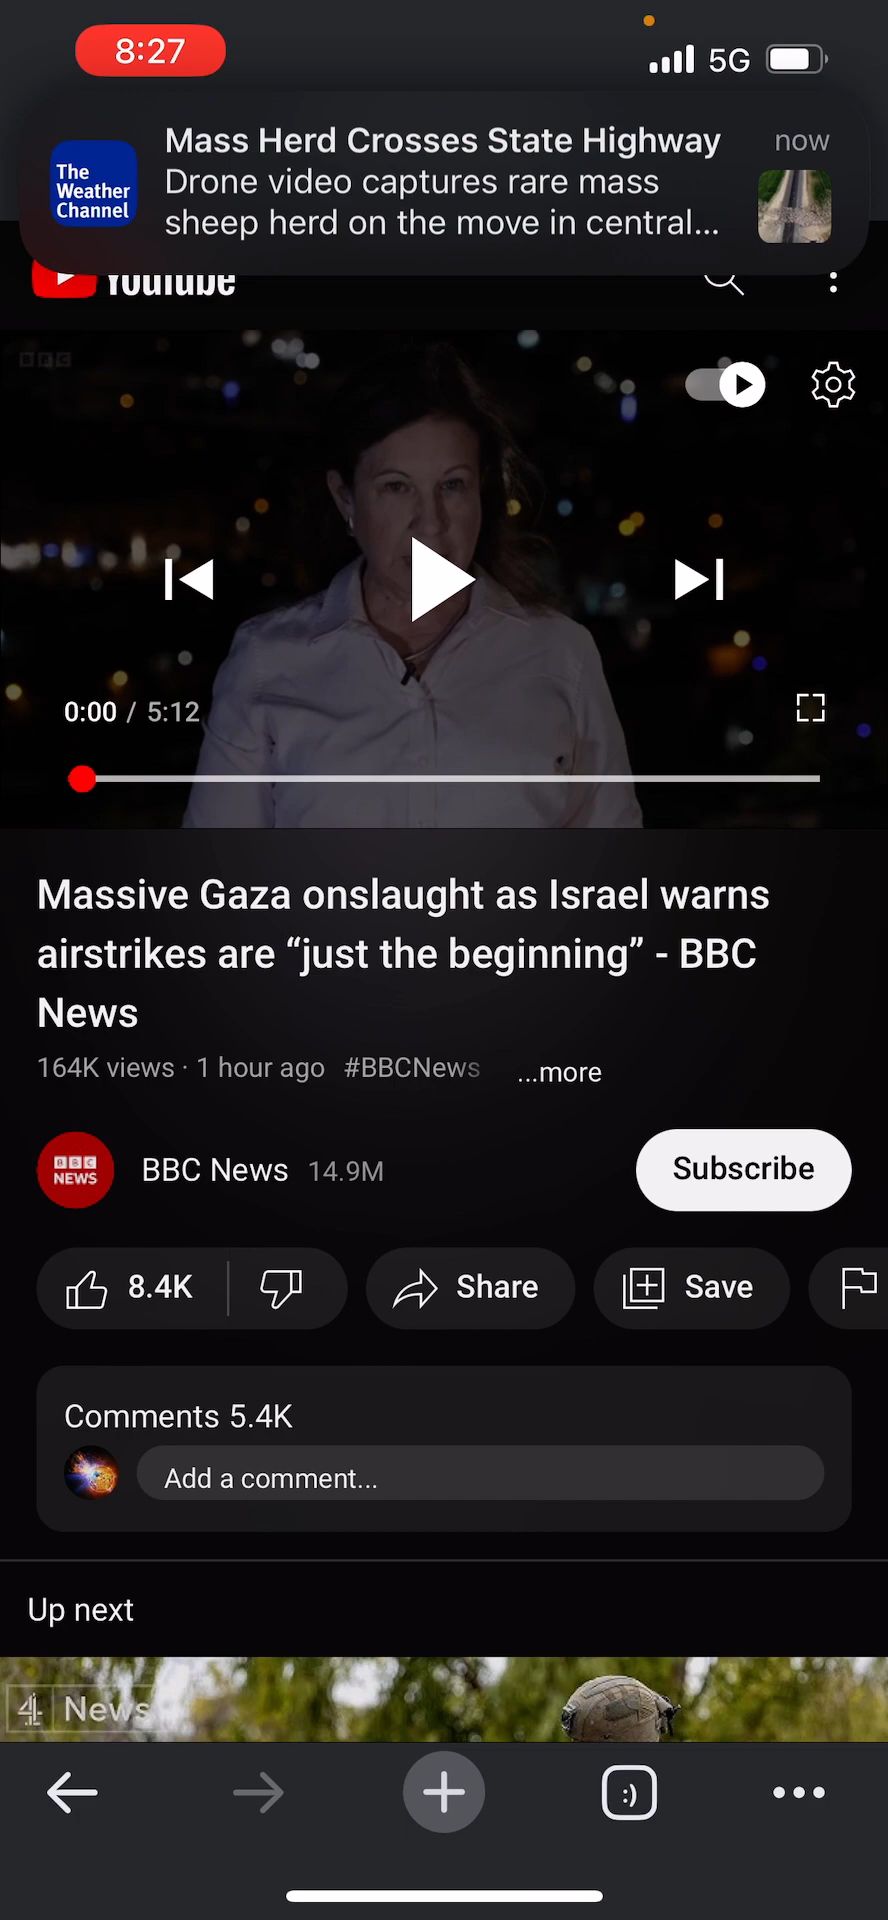 8:27
5G
The
Weather
Channel
Mass Herd Crosses State Highway
now
Drone video captures rare mass
sheep herd on the move in central...
YouTube
BBC
0:00 / 5:12
Massive Gaza onslaught as Israel warns
airstrikes are “just the beginning” - BBC
News
164K views · 1 hour ago #BBCNews ...more
BBC
NEWS
BBC News 14.9M
Subscribe
8.4K
Share
Save
Comments 5.4K
Add a comment...
Up next
4 News
:)